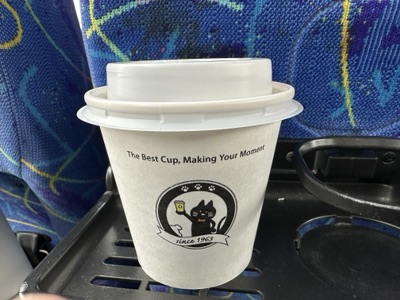 The Best Cup, Making Your Moment
since 1963